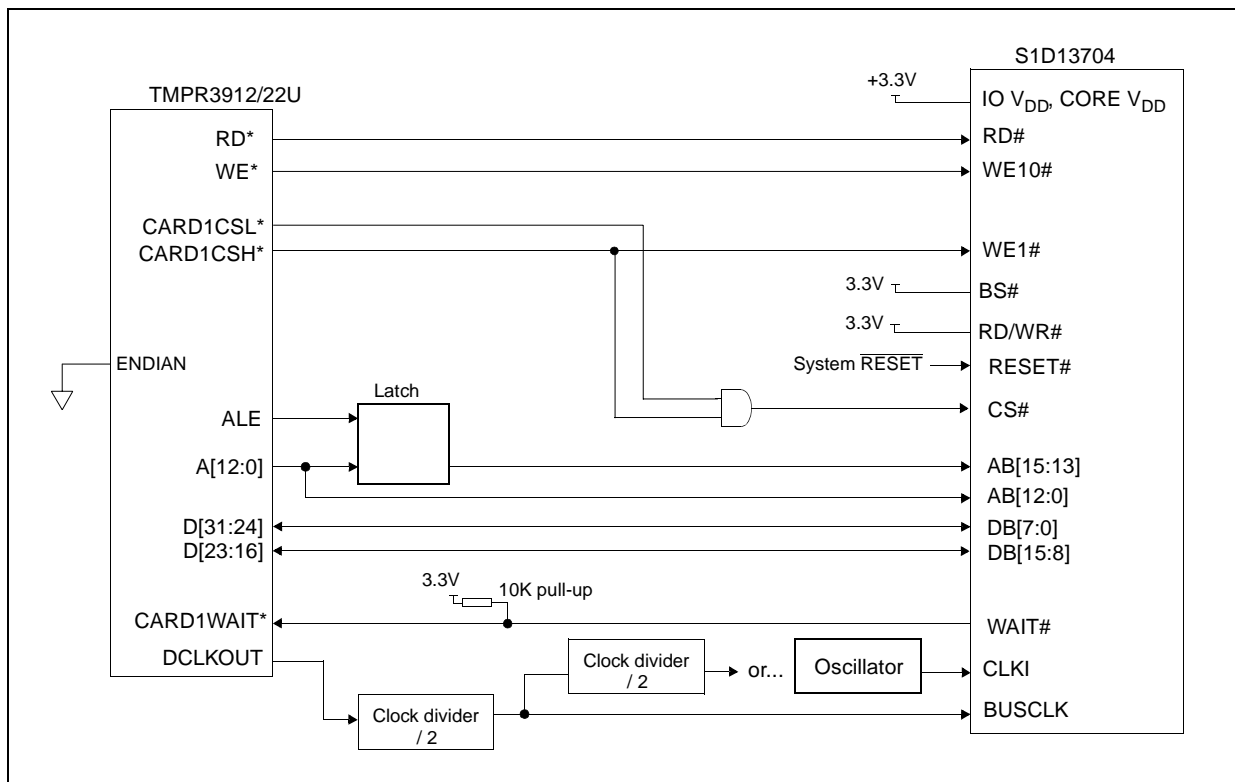 S1D13704
+3.3V
IO VDD, CORE VDD
TMPR3912/22U
RD*
RD#
WE*
WE10#
CARD1CSL*
CARD1CSH*
WE1#
3.3V
BS#
3.3V
RD/WR#
ENDIAN
System RESET
RESET#
Latch
ALE
CS#
A[12:0]
AB[15:13]
AB[12:0]
D[31:24]
DB[7:0]
D[23:16]
DB[15:8]
3.3V
10K pull-up
CARD1WAIT*
WAIT#
DCLKOUT
Clock divider
/ 2
or...
Oscillator
CLKI
Clock divider
/ 2
BUSCLK